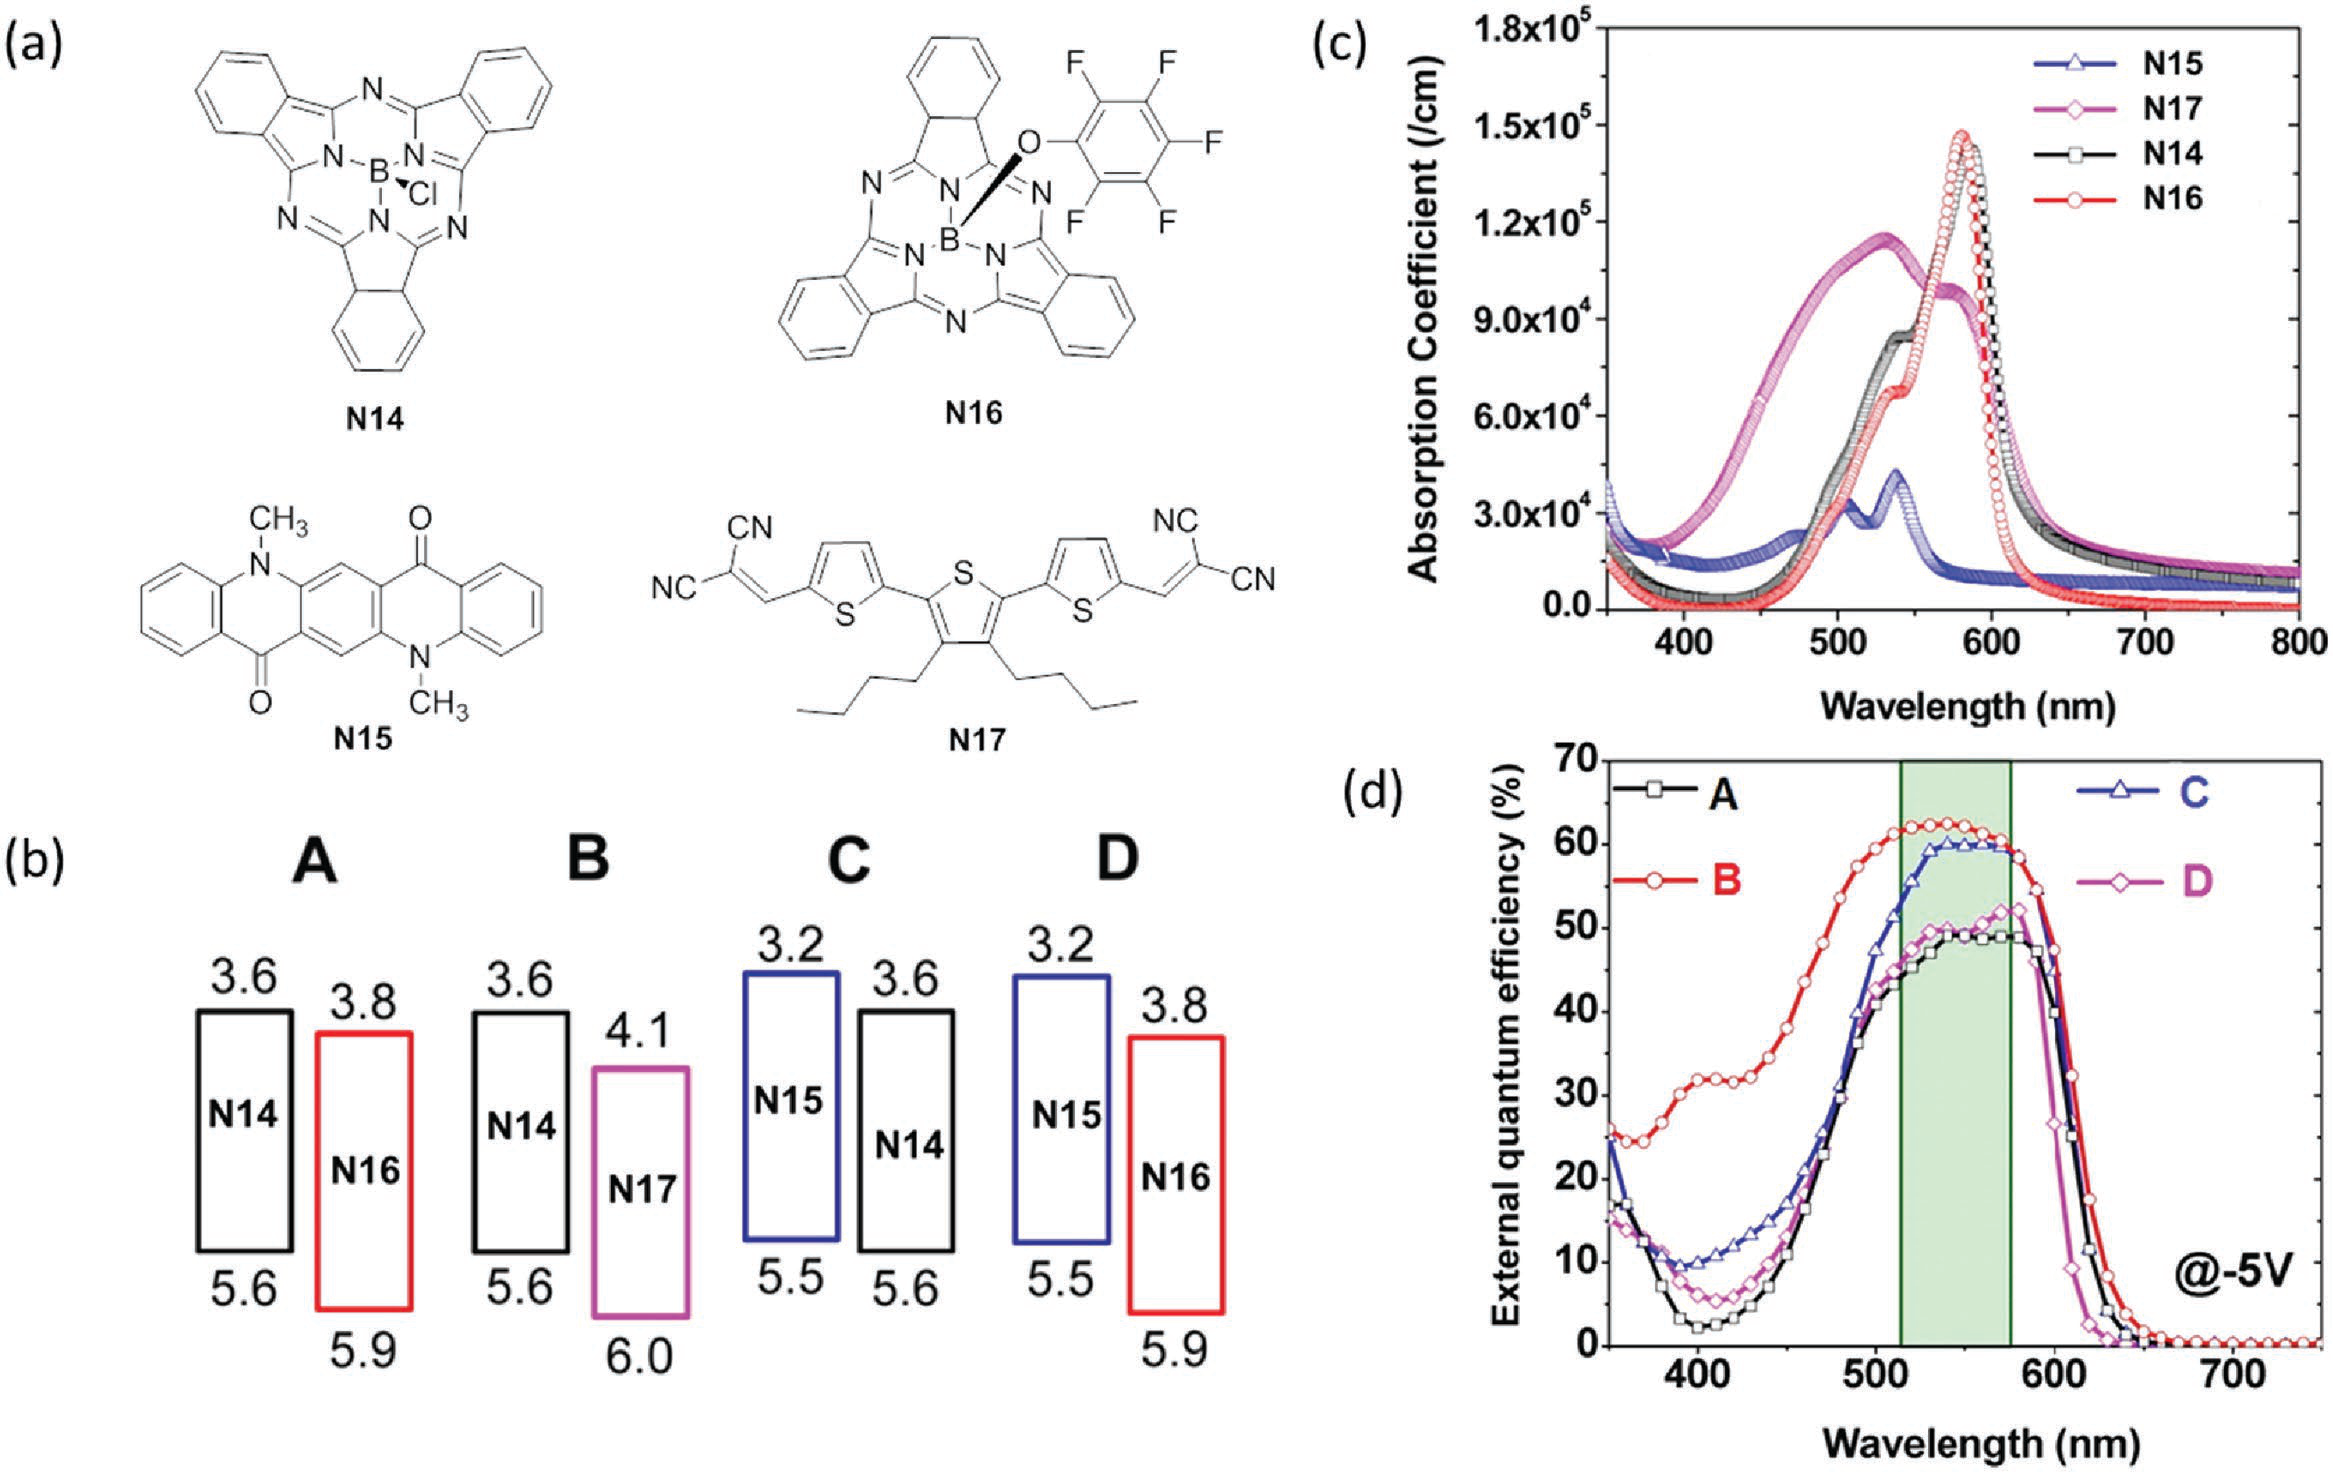 (a)
N
N
N
B
Cl
N
N
N
N14
F
F
O
F
N
N
N
F
F
B
N
N
N
N16
CH3
O
N
N
O
CH3
N15
CN
NC
S
S
S
NC
CN
N17
(b)
A
B
C
D
3.6
3.8
N14
N16
5.6
5.9
3.6
4.1
N14
N17
5.6
6.0
3.2
3.6
N15
N14
5.5
5.6
3.2
3.8
N15
N16
5.5
5.9
(c)
Absorption Coefficient (/cm)
1.8x10^5
1.5x10^5
1.2x10^5
9.0x10^4
6.0x10^4
3.0x10^4
0.0
N15
N17
N14
N16
400 500 600 700 800
Wavelength (nm)
(d)
External quantum efficiency (%)
70
60
50
40
30
20
10
0
A
B
C
D
@-5V
400 500 600 700
Wavelength (nm)